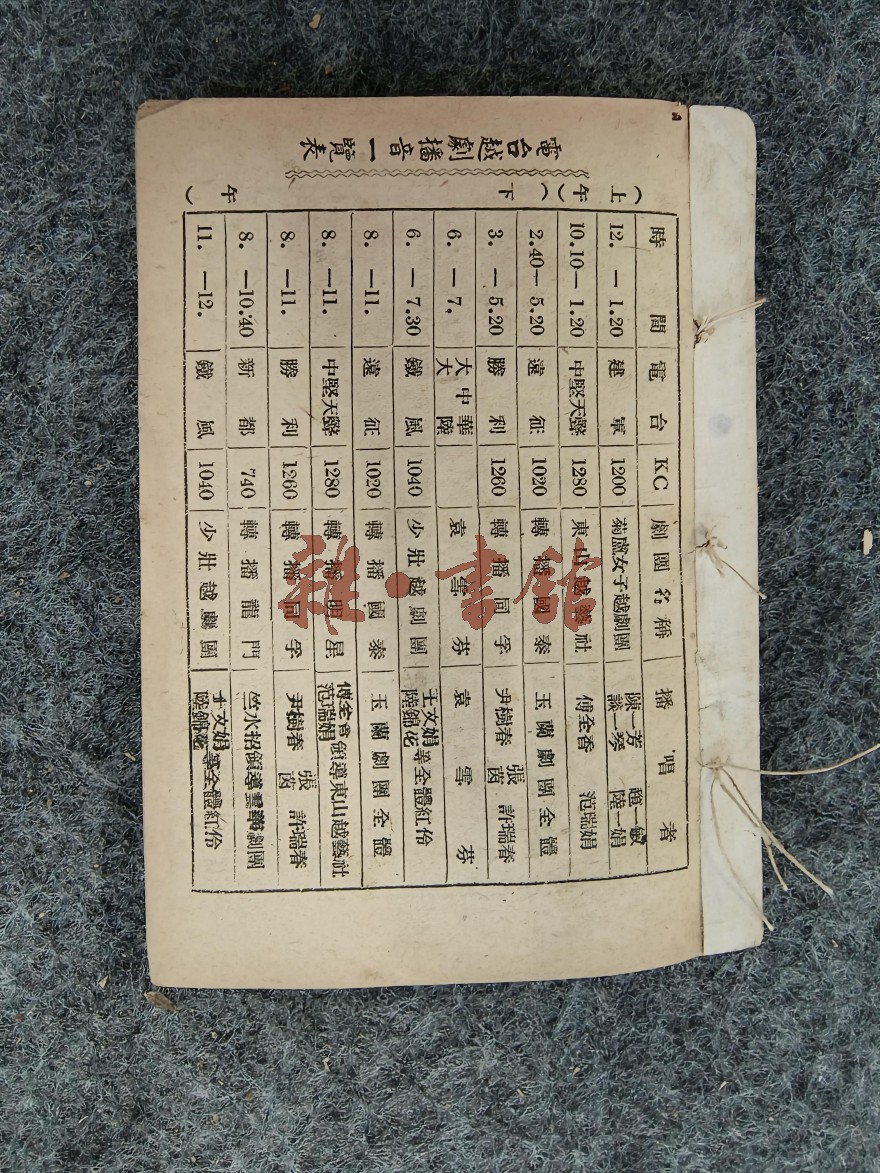 電台越劇播音一覽表
時間 電台 KC 劇團名稱 播唱者
(上午)
12. — 1.20 建軍 1200 菊盧女子越劇團 陳一芳 趙一敏 談一琴 陸一娟
10.10— 1.20 中堅天聲 1280 東山越藝社 傅全香 范瑞娟
(下午)
2.40— 5.20 遠征 1020 轉播國泰 玉蘭劇團全體
3. — 5.20 勝利 1260 轉播同孚 尹樹春 張茵 許瑞春
6. — 7. 大中華 大陸 袁雪芬 袁雪芬
6. — 7.30 鐵風 1040 少壯越劇團 王文娟 陸錦花 等全體紅伶
8. —11. 遠征 1020 轉播國泰 玉蘭劇團全體
8. —11. 中堅天聲 1280 轉播明星 傅全香 范瑞娟 領導東山越藝社
8. —11. 勝利 1260 轉播同孚 尹樹春 張茵 許瑞春
8. —10.40 新都 740 轉播龍門 竺水招領導雲華劇團
11. —12. 鐵風 1040 少壯越劇團 王文娟 陸錦花 等全體紅伶
雜·書館